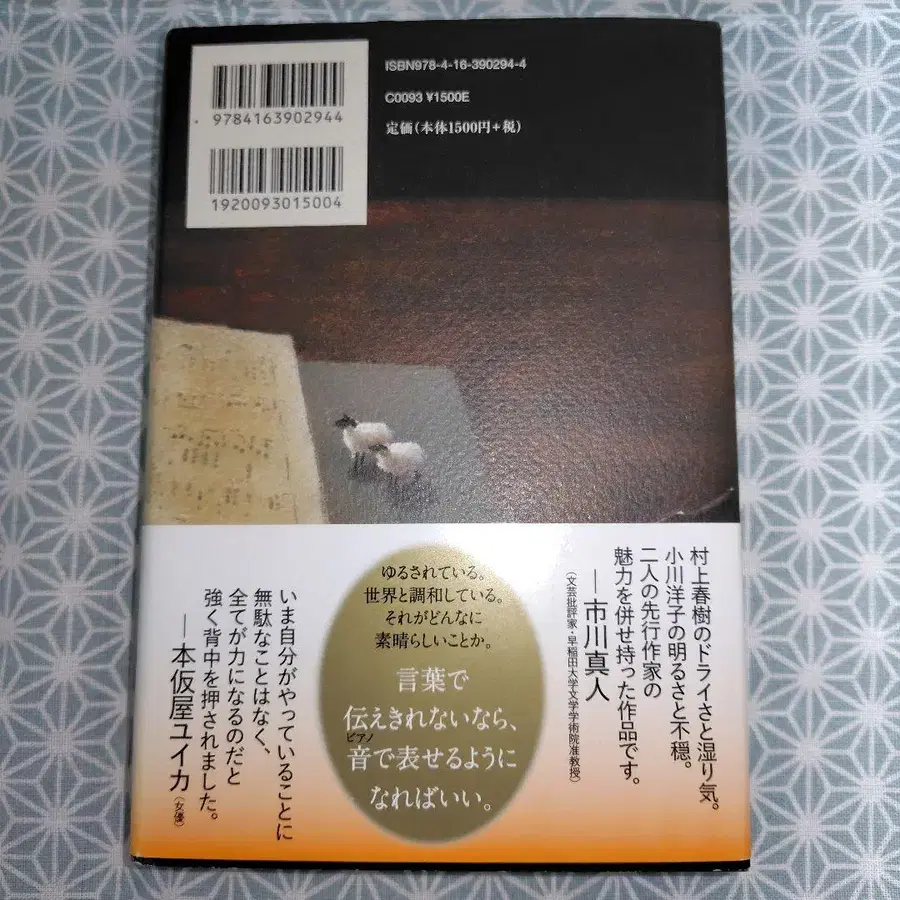 9784163902944
1920093015004
ISBN978-4-16-390294-4
C0093 ¥1500E
定価(本体1500円+税)
村上春樹のドライさと湿り気。
小川洋子の明るさと不穏。
二人の先行作家の
魅力を併せ持った作品です。
―市川真人
(文芸批評家・早稲田大学文学学術院准教授)
ゆるされている。
世界と調和している。
それがどんなに
素晴らしいことか。
言葉で
伝えきれないなら、
ピアノ
音で表せるように
なればいい。
いま自分がやっていることに
無駄なことはなく、
全てが力になるのだと
強く背中を押されました。
―本仮屋ユイカ(女優)